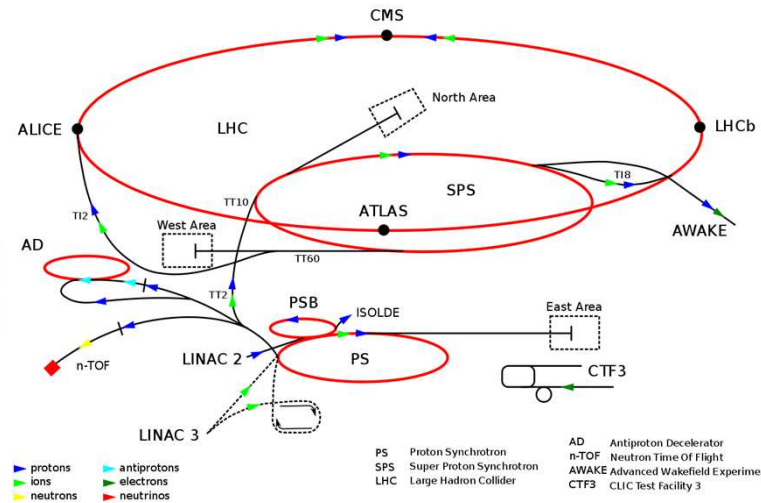 CMS
North Area
ALICE
LHC
LHCb
TI8
SPS
TT10
ATLAS
TI2
West Area
AWAKE
AD
TT60
TT2
PSB
ISOLDE
East Area
LINAC 2
PS
n-TOF
CTF3
LINAC 3
protons
ions
neutrons
antiprotons
electrons
neutrinos
PS Proton Synchrotron
SPS Super Proton Synchrotron
LHC Large Hadron Collider
AD Antiproton Decelerator
n-TOF Neutron Time Of Flight
AWAKE Advanced Wakefield Experime
CTF3 CLIC Test Facility 3